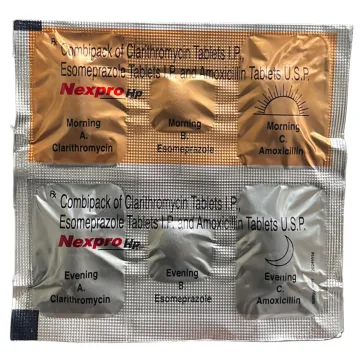 Rx Combipack of Clarithromycin Tablets I.P.,
Esomeprazole Tablets I.P. and Amoxicillin Tablets U.S.P.
Nexpro Hp
Morning
A.
Clarithromycin
Morning
B.
Esomeprazole
Morning
C.
Amoxicillin
Rx Combipack of Clarithromycin Tablets I.P.,
Esomeprazole Tablets I.P. and Amoxicillin Tablets U.S.P.
Nexpro Hp
Evening
A.
Clarithromycin
Evening
B.
Esomeprazole
Evening
C.
Amoxicillin